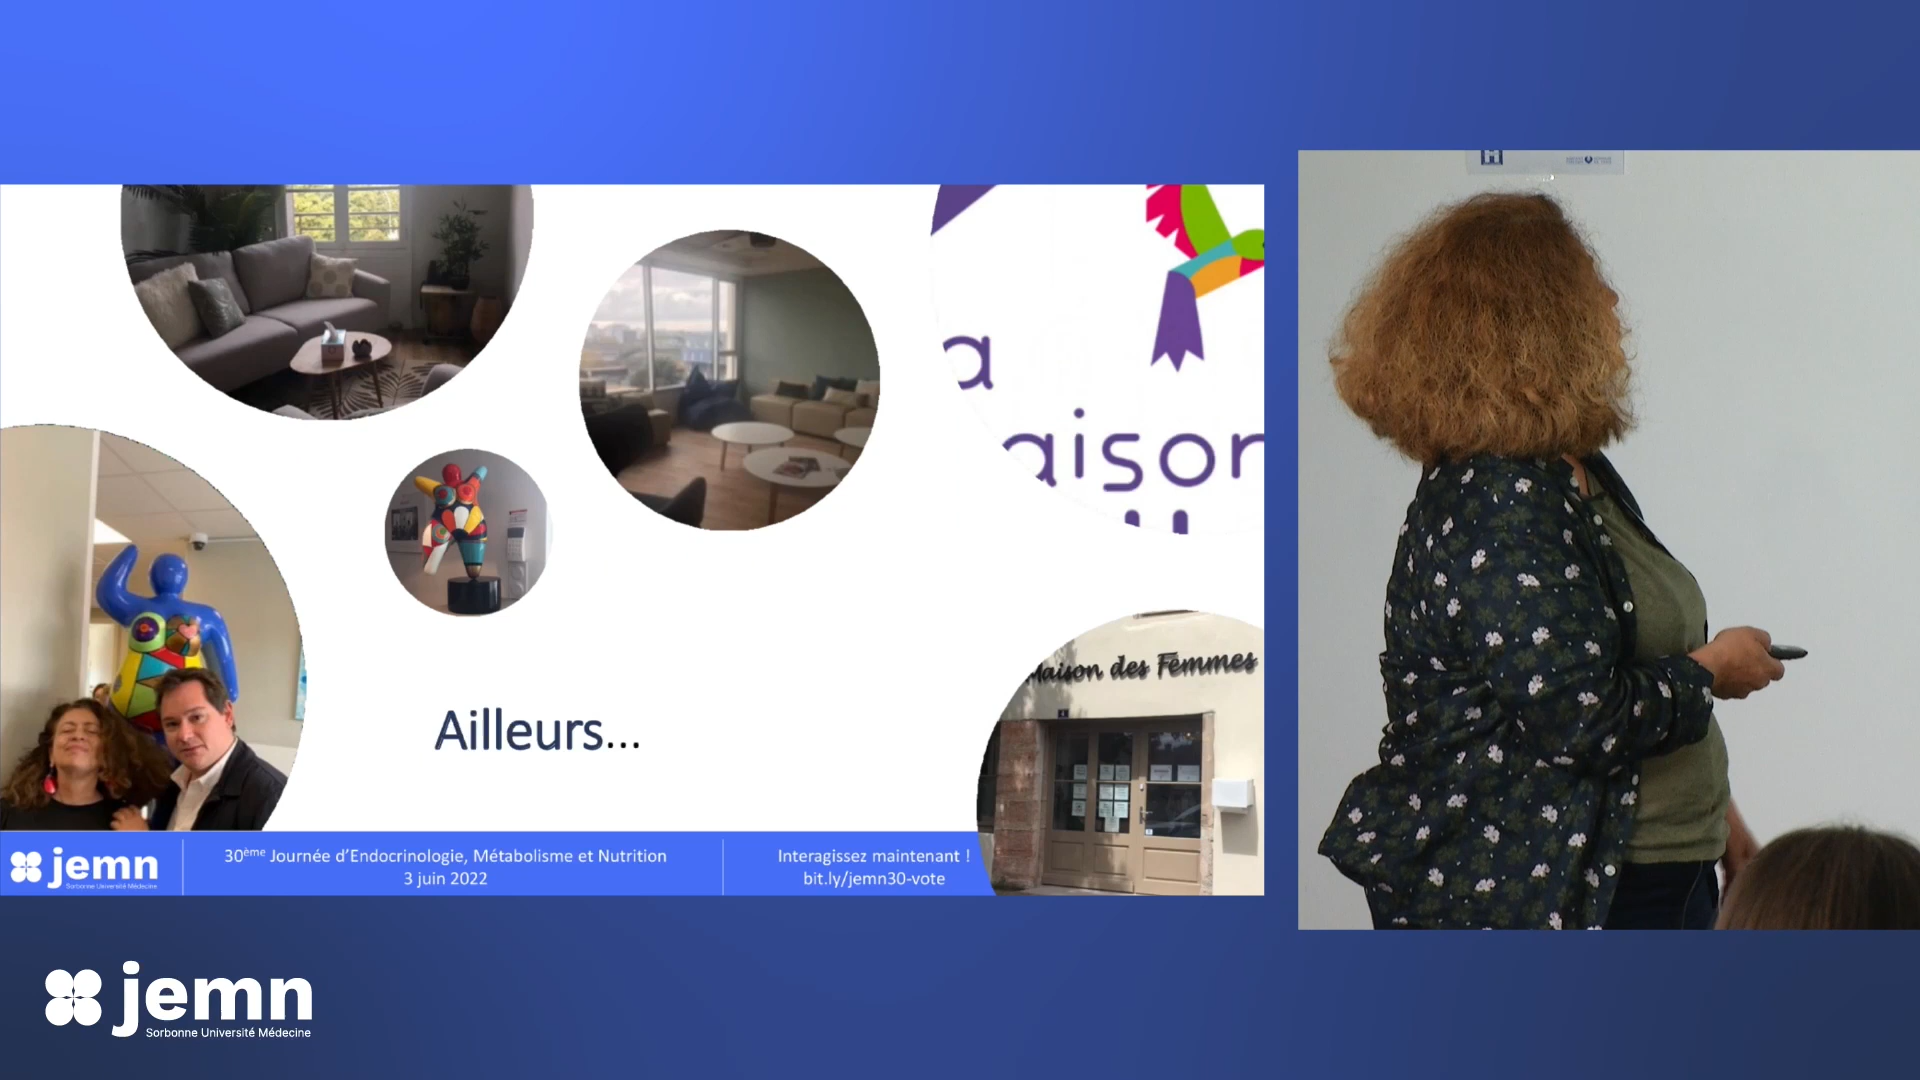 a
aison
Maison des Femmes
Ailleurs...
jemn
Sorbonne Université Médecine
30ème Journée d'Endocrinologie, Métabolisme et Nutrition
3 juin 2022
Interagissez maintenant !
bit.ly/jemn30-vote
jemn
Sorbonne Université Médecine